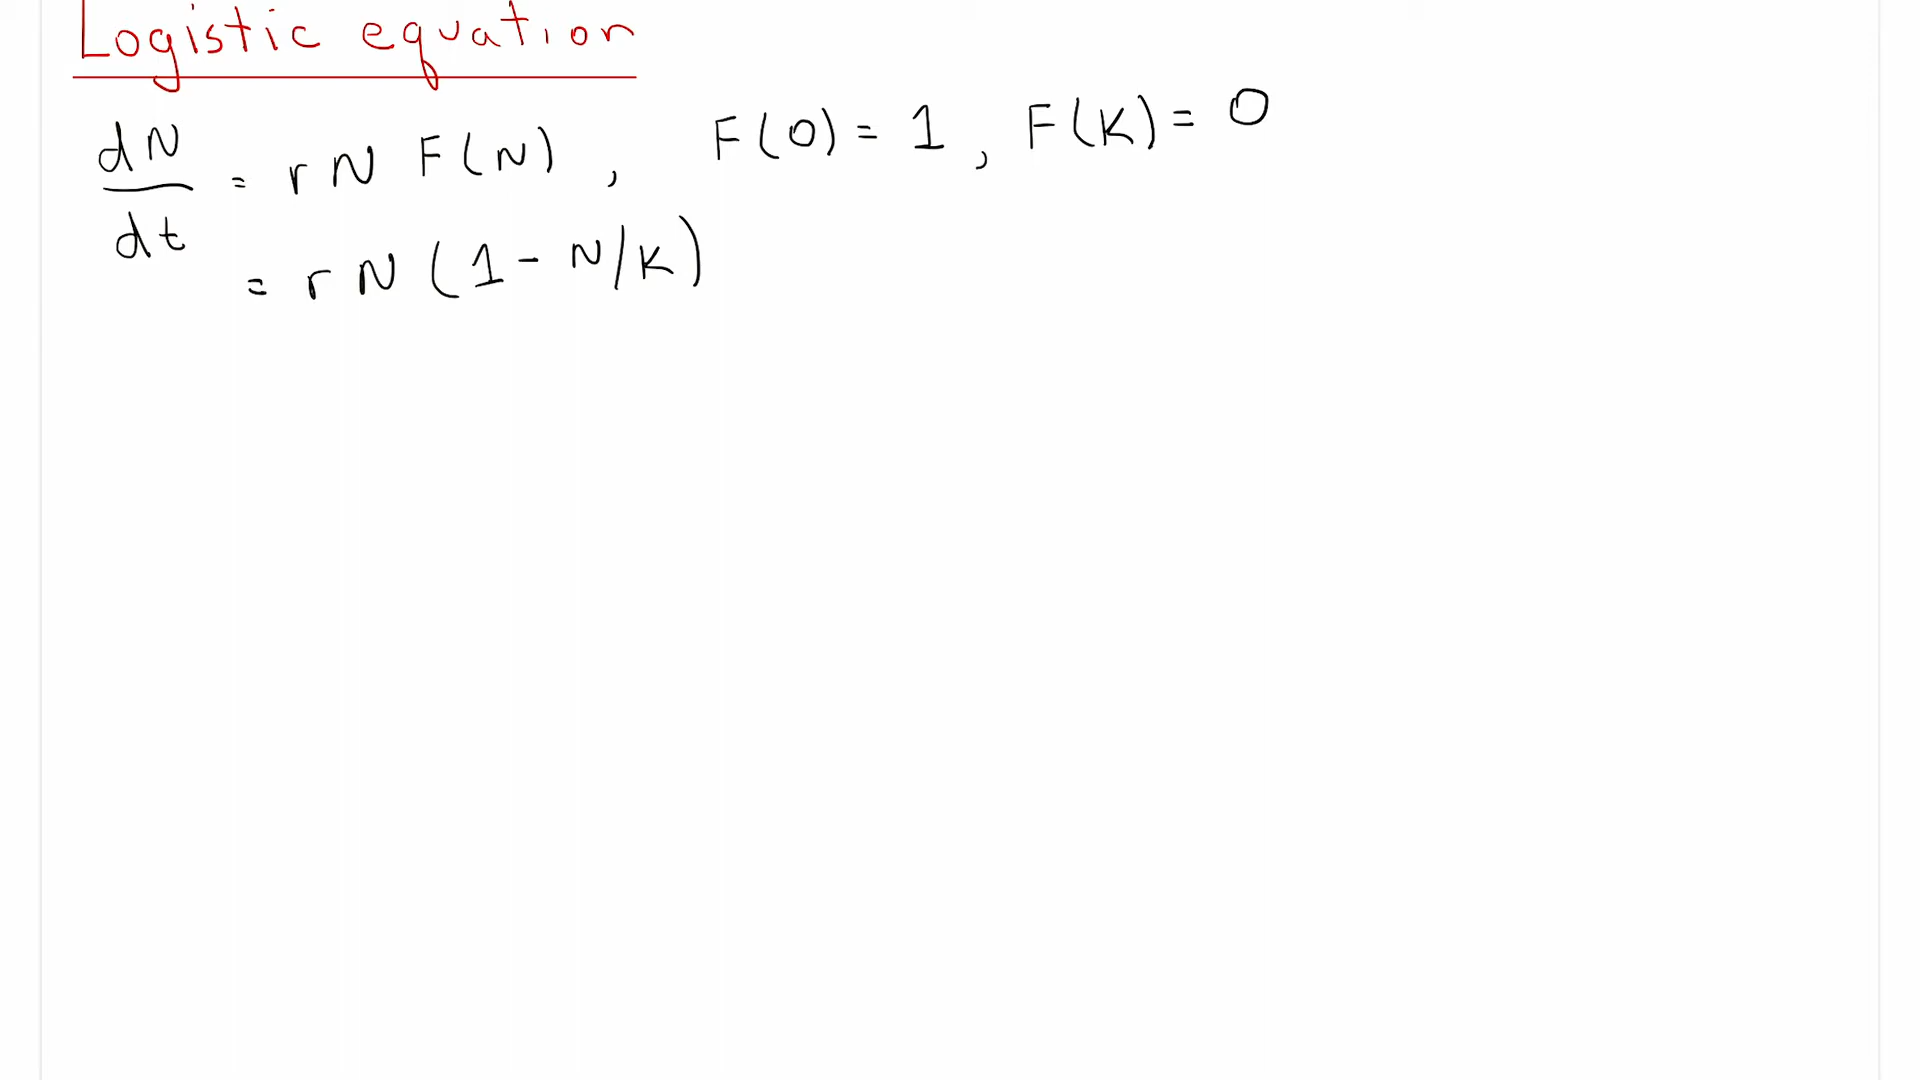 Logistic equation
dN/dt = r N F(N) , F(0) = 1 , F(K) = 0
= r N (1 - N/K)